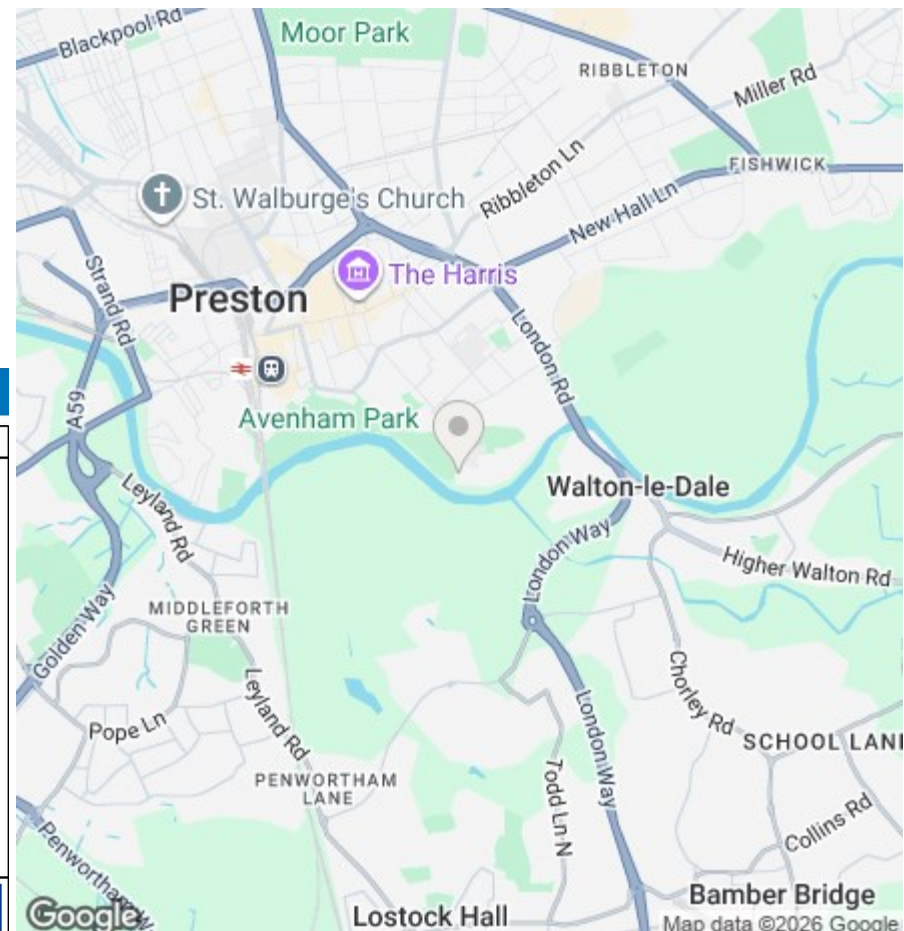 Blackpool Rd
Moor Park
RIBBLETON
Miller Rd
FISHWICK
St. Walburge's Church
Ribbleton Ln
New Hall Ln
The Harris
Strand Rd
Preston
London Rd
A59
Avenham Park
Walton-le-Dale
Leyland Rd
London Way
Higher Walton Rd
MIDDLEFORTH
GREEN
Golden Way
Leyland Rd
Chorley Rd
Pope Ln
London Way
SCHOOL LANE
PENWORTHAM
LANE
Todd Ln N
Collins Rd
Penwortham W
Bamber Bridge
Google
Lostock Hall
Map data ©2026 Google